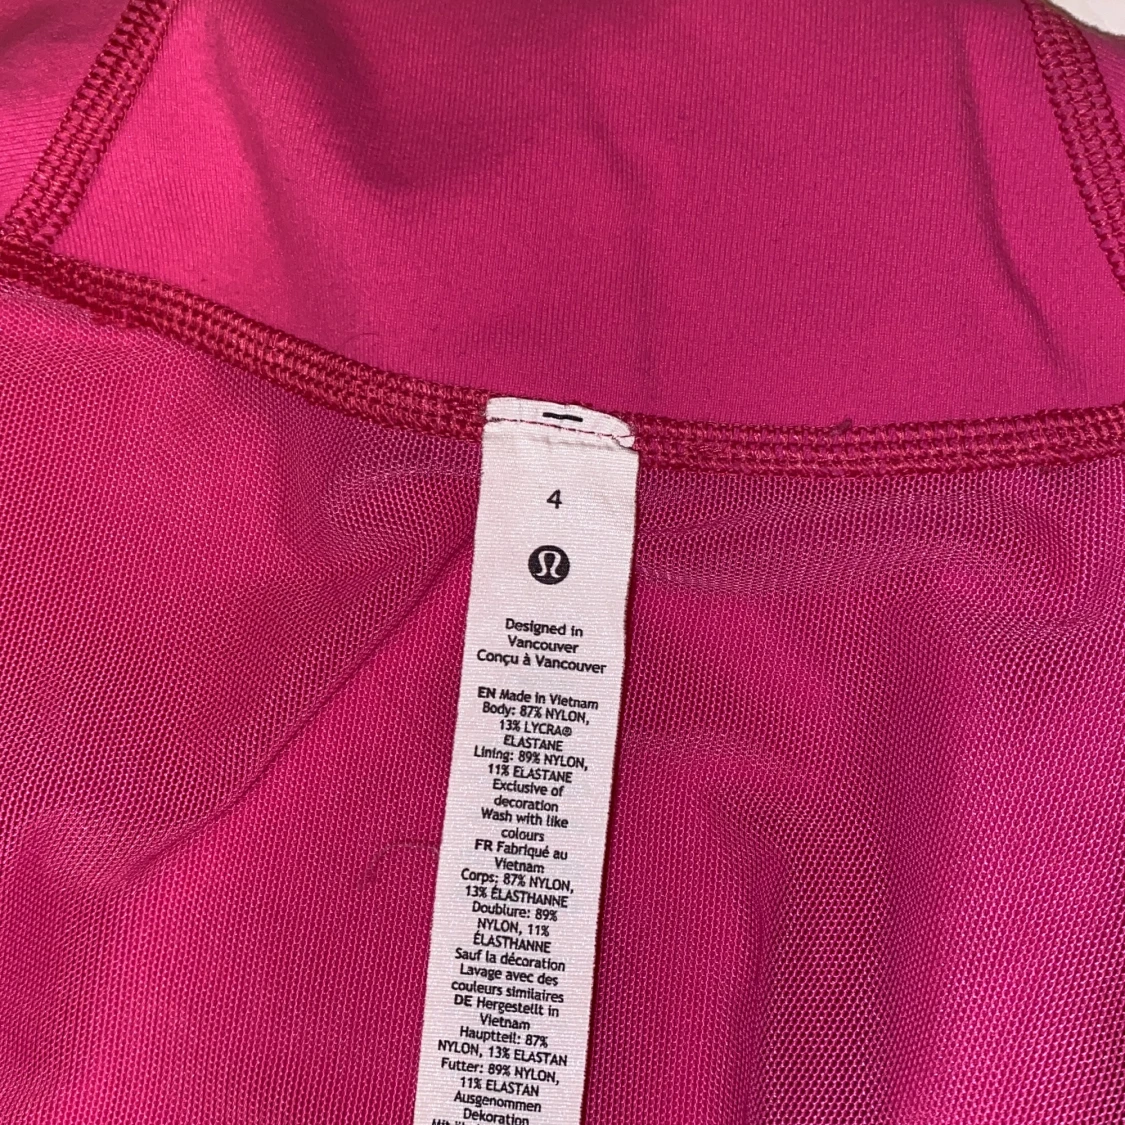 4
Designed in
Vancouver
Conçu à Vancouver
EN Made in Vietnam
Body: 87% NYLON,
13% LYCRA®
ELASTANE
Lining: 89% NYLON,
11% ELASTANE
Exclusive of
decoration
Wash with like
colours
FR Fabriqué au
Vietnam
Corps: 87% NYLON,
13% ÉLASTHANNE
Doublure: 89%
NYLON, 11%
ÉLASTHANNE
Sauf la décoration
Lavage avec des
couleurs similaires
DE Hergestellt in
Vietnam
Hauptteil: 87%
NYLON, 13% ELASTAN
Futter: 89% NYLON,
11% ELASTAN
Ausgenommen
Dekoration